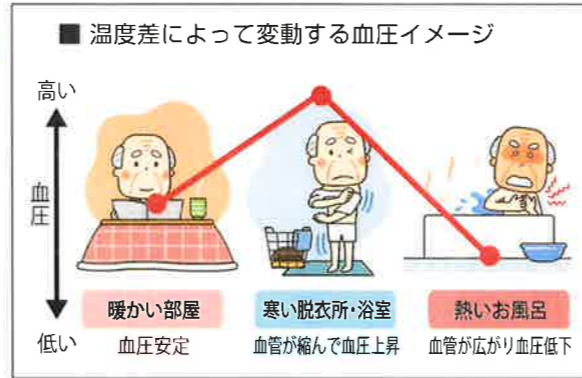 ■ 温度差によって変動する血圧イメージ
高い
血圧
低い
暖かい部屋
血圧安定
寒い脱衣所・浴室
血管が縮んで血圧上昇
熱いお風呂
血管が広がり血圧低下